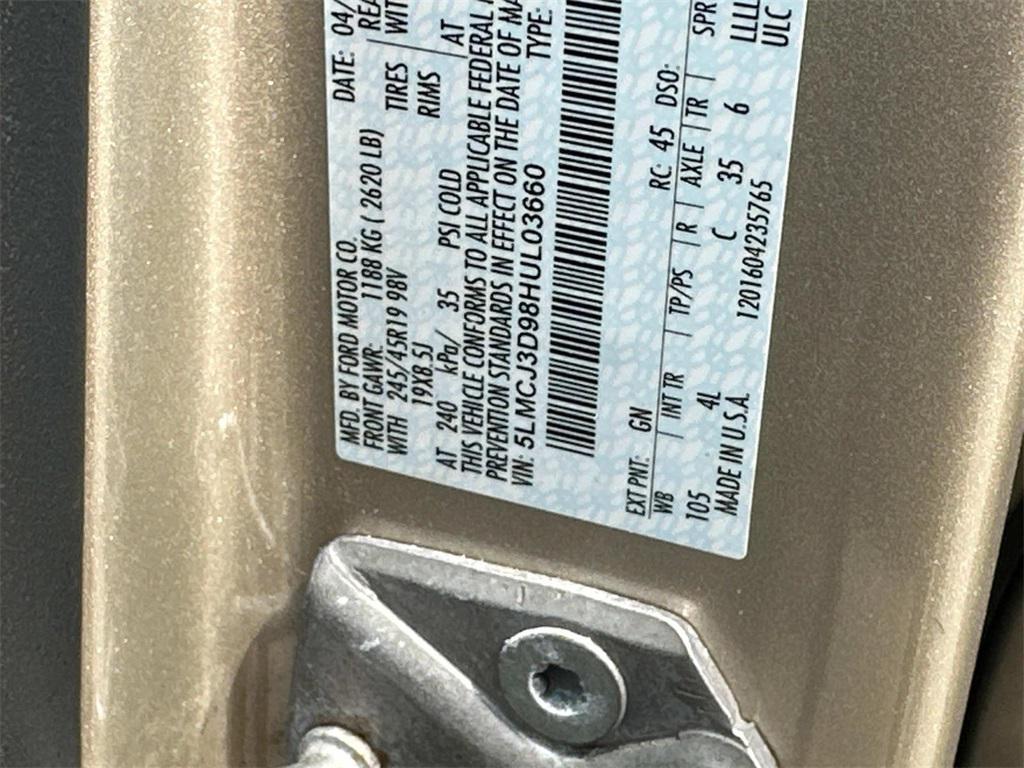 MFD. BY FORD MOTOR CO.
DATE: 04/
FRONT GAWR: 1188 KG ( 2620 LB)
WITH 245/45R19 98V TIRES
19X8.5J RIMS
AT 240 kPa/ 35 PSI COLD AT
THIS VEHICLE CONFORMS TO ALL APPLICABLE FEDERAL
PREVENTION STANDARDS IN EFFECT ON THE DATE OF MA
VIN: 5LMCJ3D98HUL03660 TYPE:
EXT PNT: GN RC: 45 DSO:
WB | INT TR | TP/PS | R | AXLE | TR | SPR
105 4L C 35 6 LLLL
MADE IN U.S.A. 1201604235765 ULC